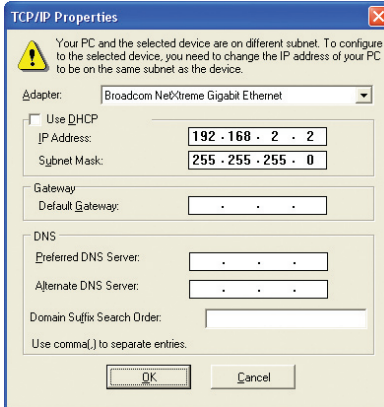 TCP/IP Properties
Your PC and the selected device are on different subnet. To configure
to the selected device, you need to change the IP address of your PC
to be on the same subnet as the device.
Adapter: Broadcom NetXtreme Gigabit Ethernet
Use DHCP
IP Address: 192 . 168 . 2 . 2
Subnet Mask: 255 . 255 . 255 . 0
Gateway
Default Gateway: . . .
DNS
Preferred DNS Server: . . .
Alternate DNS Server: . . .
Domain Suffix Search Order:
Use comma(,) to separate entries.
OK Cancel